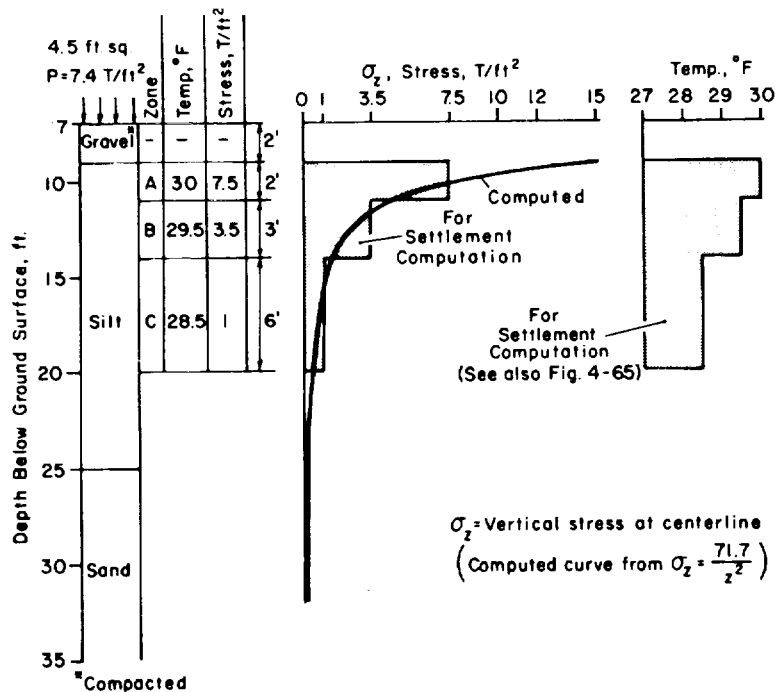 4.5 ft. sq.
P=7.4 T/ft²
Zone
Temp, °F
Stress, T/ft²
σz, Stress, T/ft²
0 1 3.5 7.5 10 12 15
Temp., °F
27 28 29 30
7
10
15
20
25
30
35
Depth Below Ground Surface, ft.
Gravel* – – – 2'
A 30 7.5 2'
B 29.5 3.5 3'
Silt C 28.5 1 6'
Sand
Computed
For
Settlement
Computation
For
Settlement
Computation
(See also Fig. 4-65)
σz=Vertical stress at centerline
(Computed curve from σz = 71.7/z²)
*Compacted